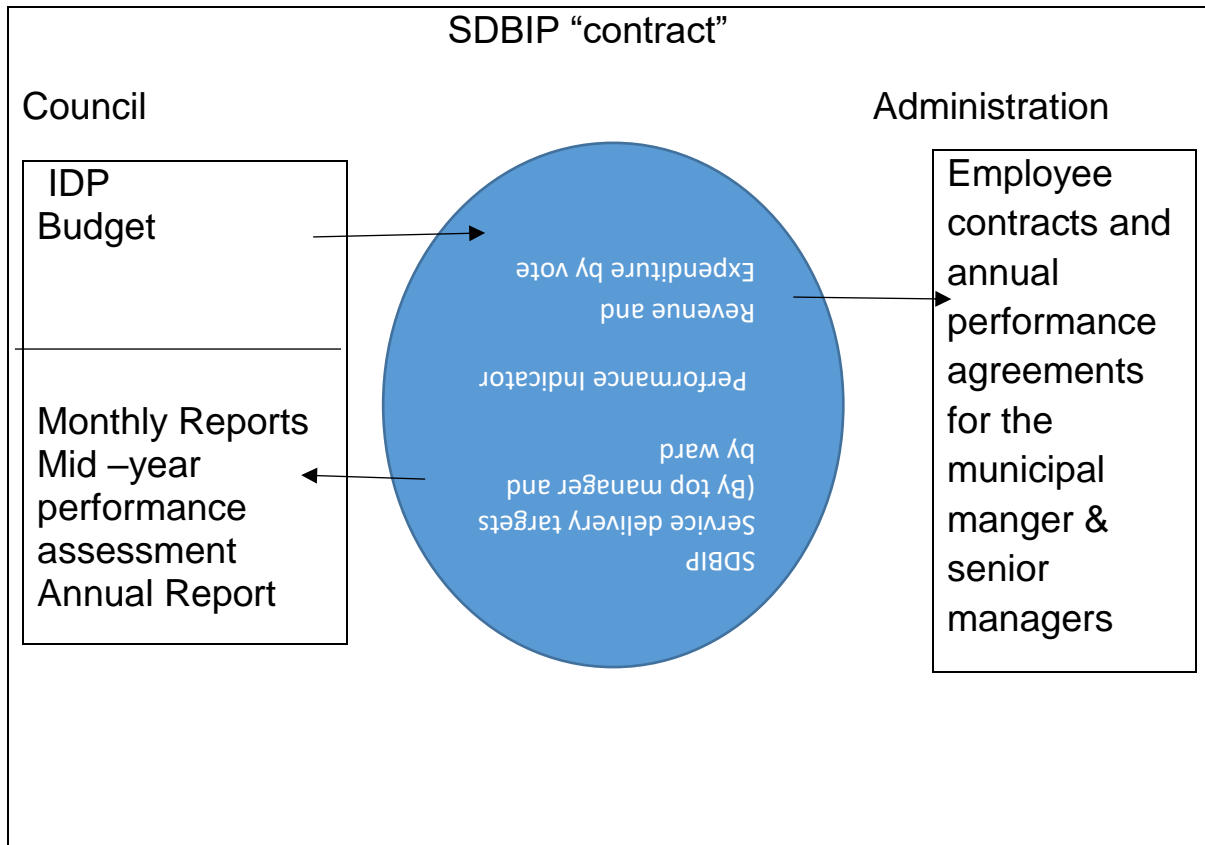 SDBIP “contract”
Council
Administration
IDP
Budget
Monthly Reports
Mid –year
performance
assessment
Annual Report
SDBIP
Service delivery targets
(By top manager and
by ward
Performance Indicator
Revenue and
Expenditure by vote
Employee
contracts and
annual
performance
agreements
for the
municipal
manger &
senior
managers